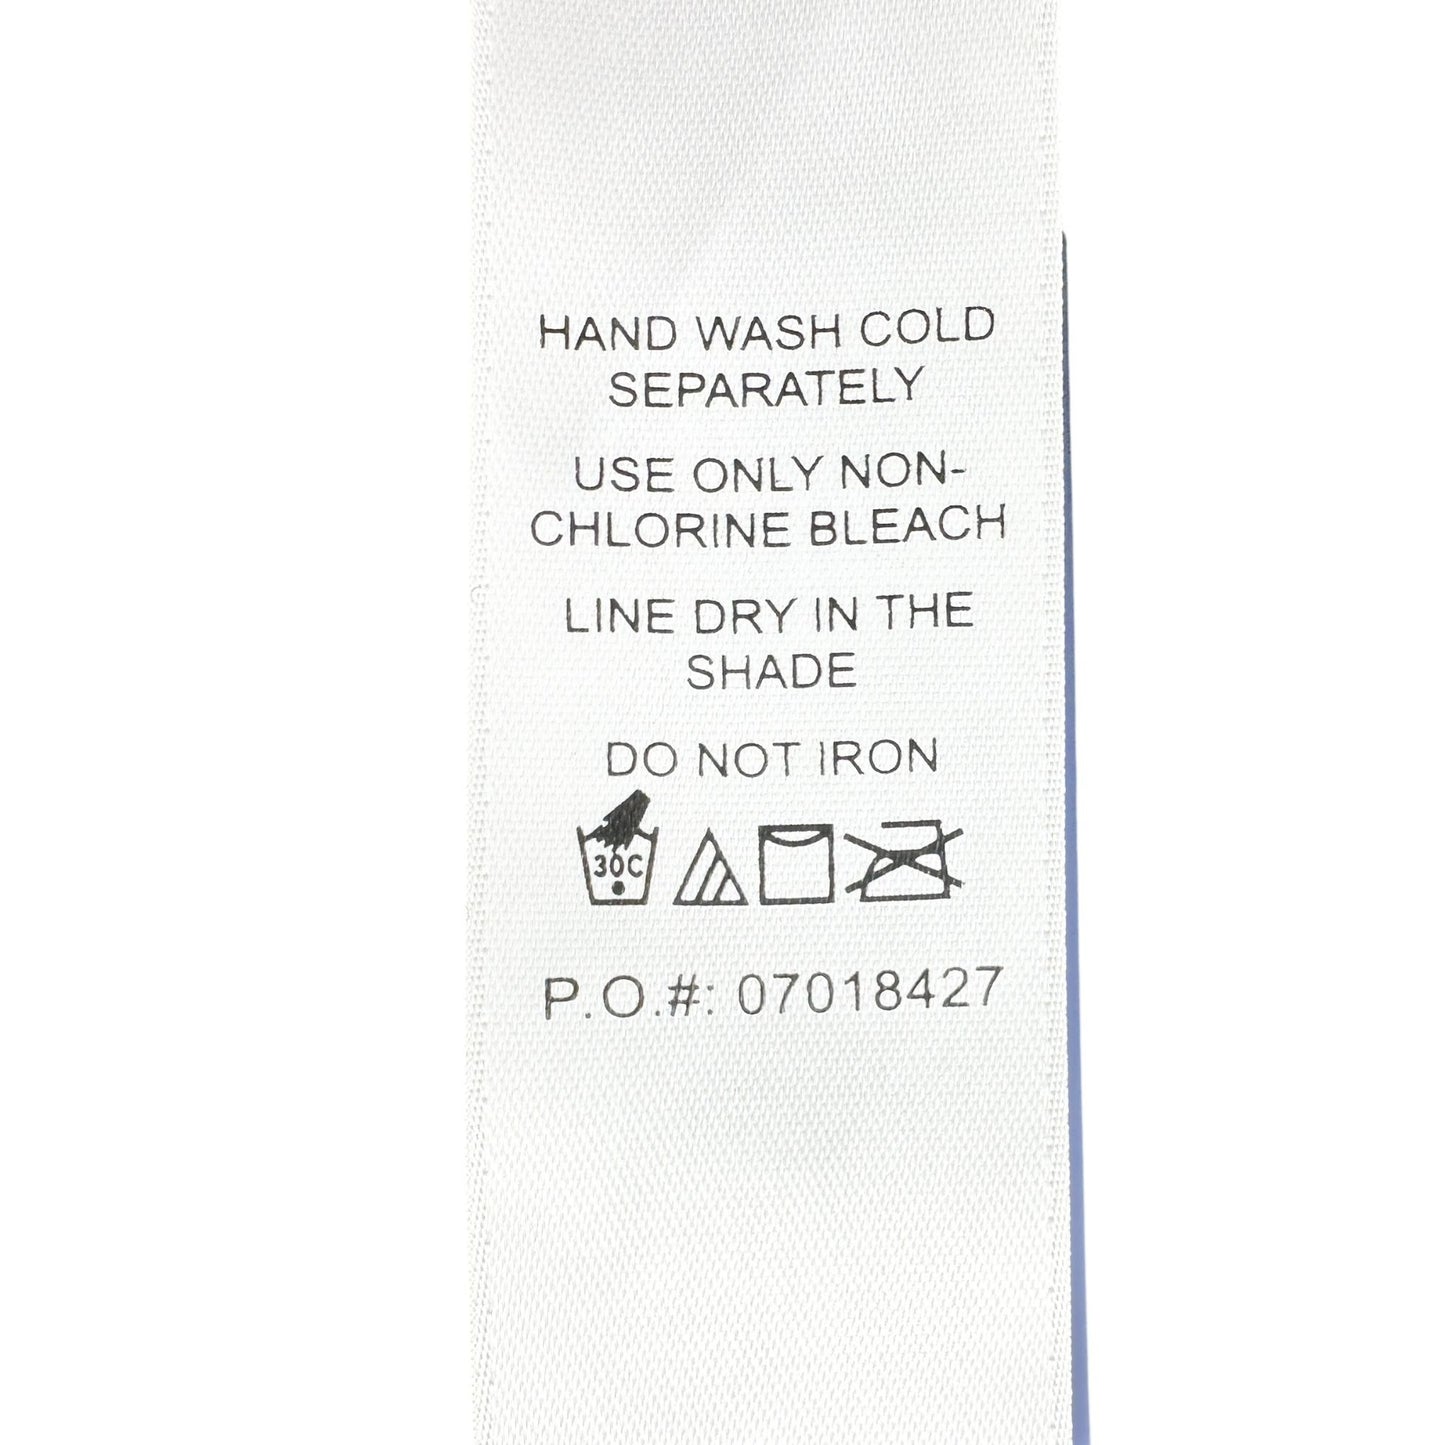 HAND WASH COLD
SEPARATELY
USE ONLY NON-
CHLORINE BLEACH
LINE DRY IN THE
SHADE
DO NOT IRON
30C
P.O.#: 07018427